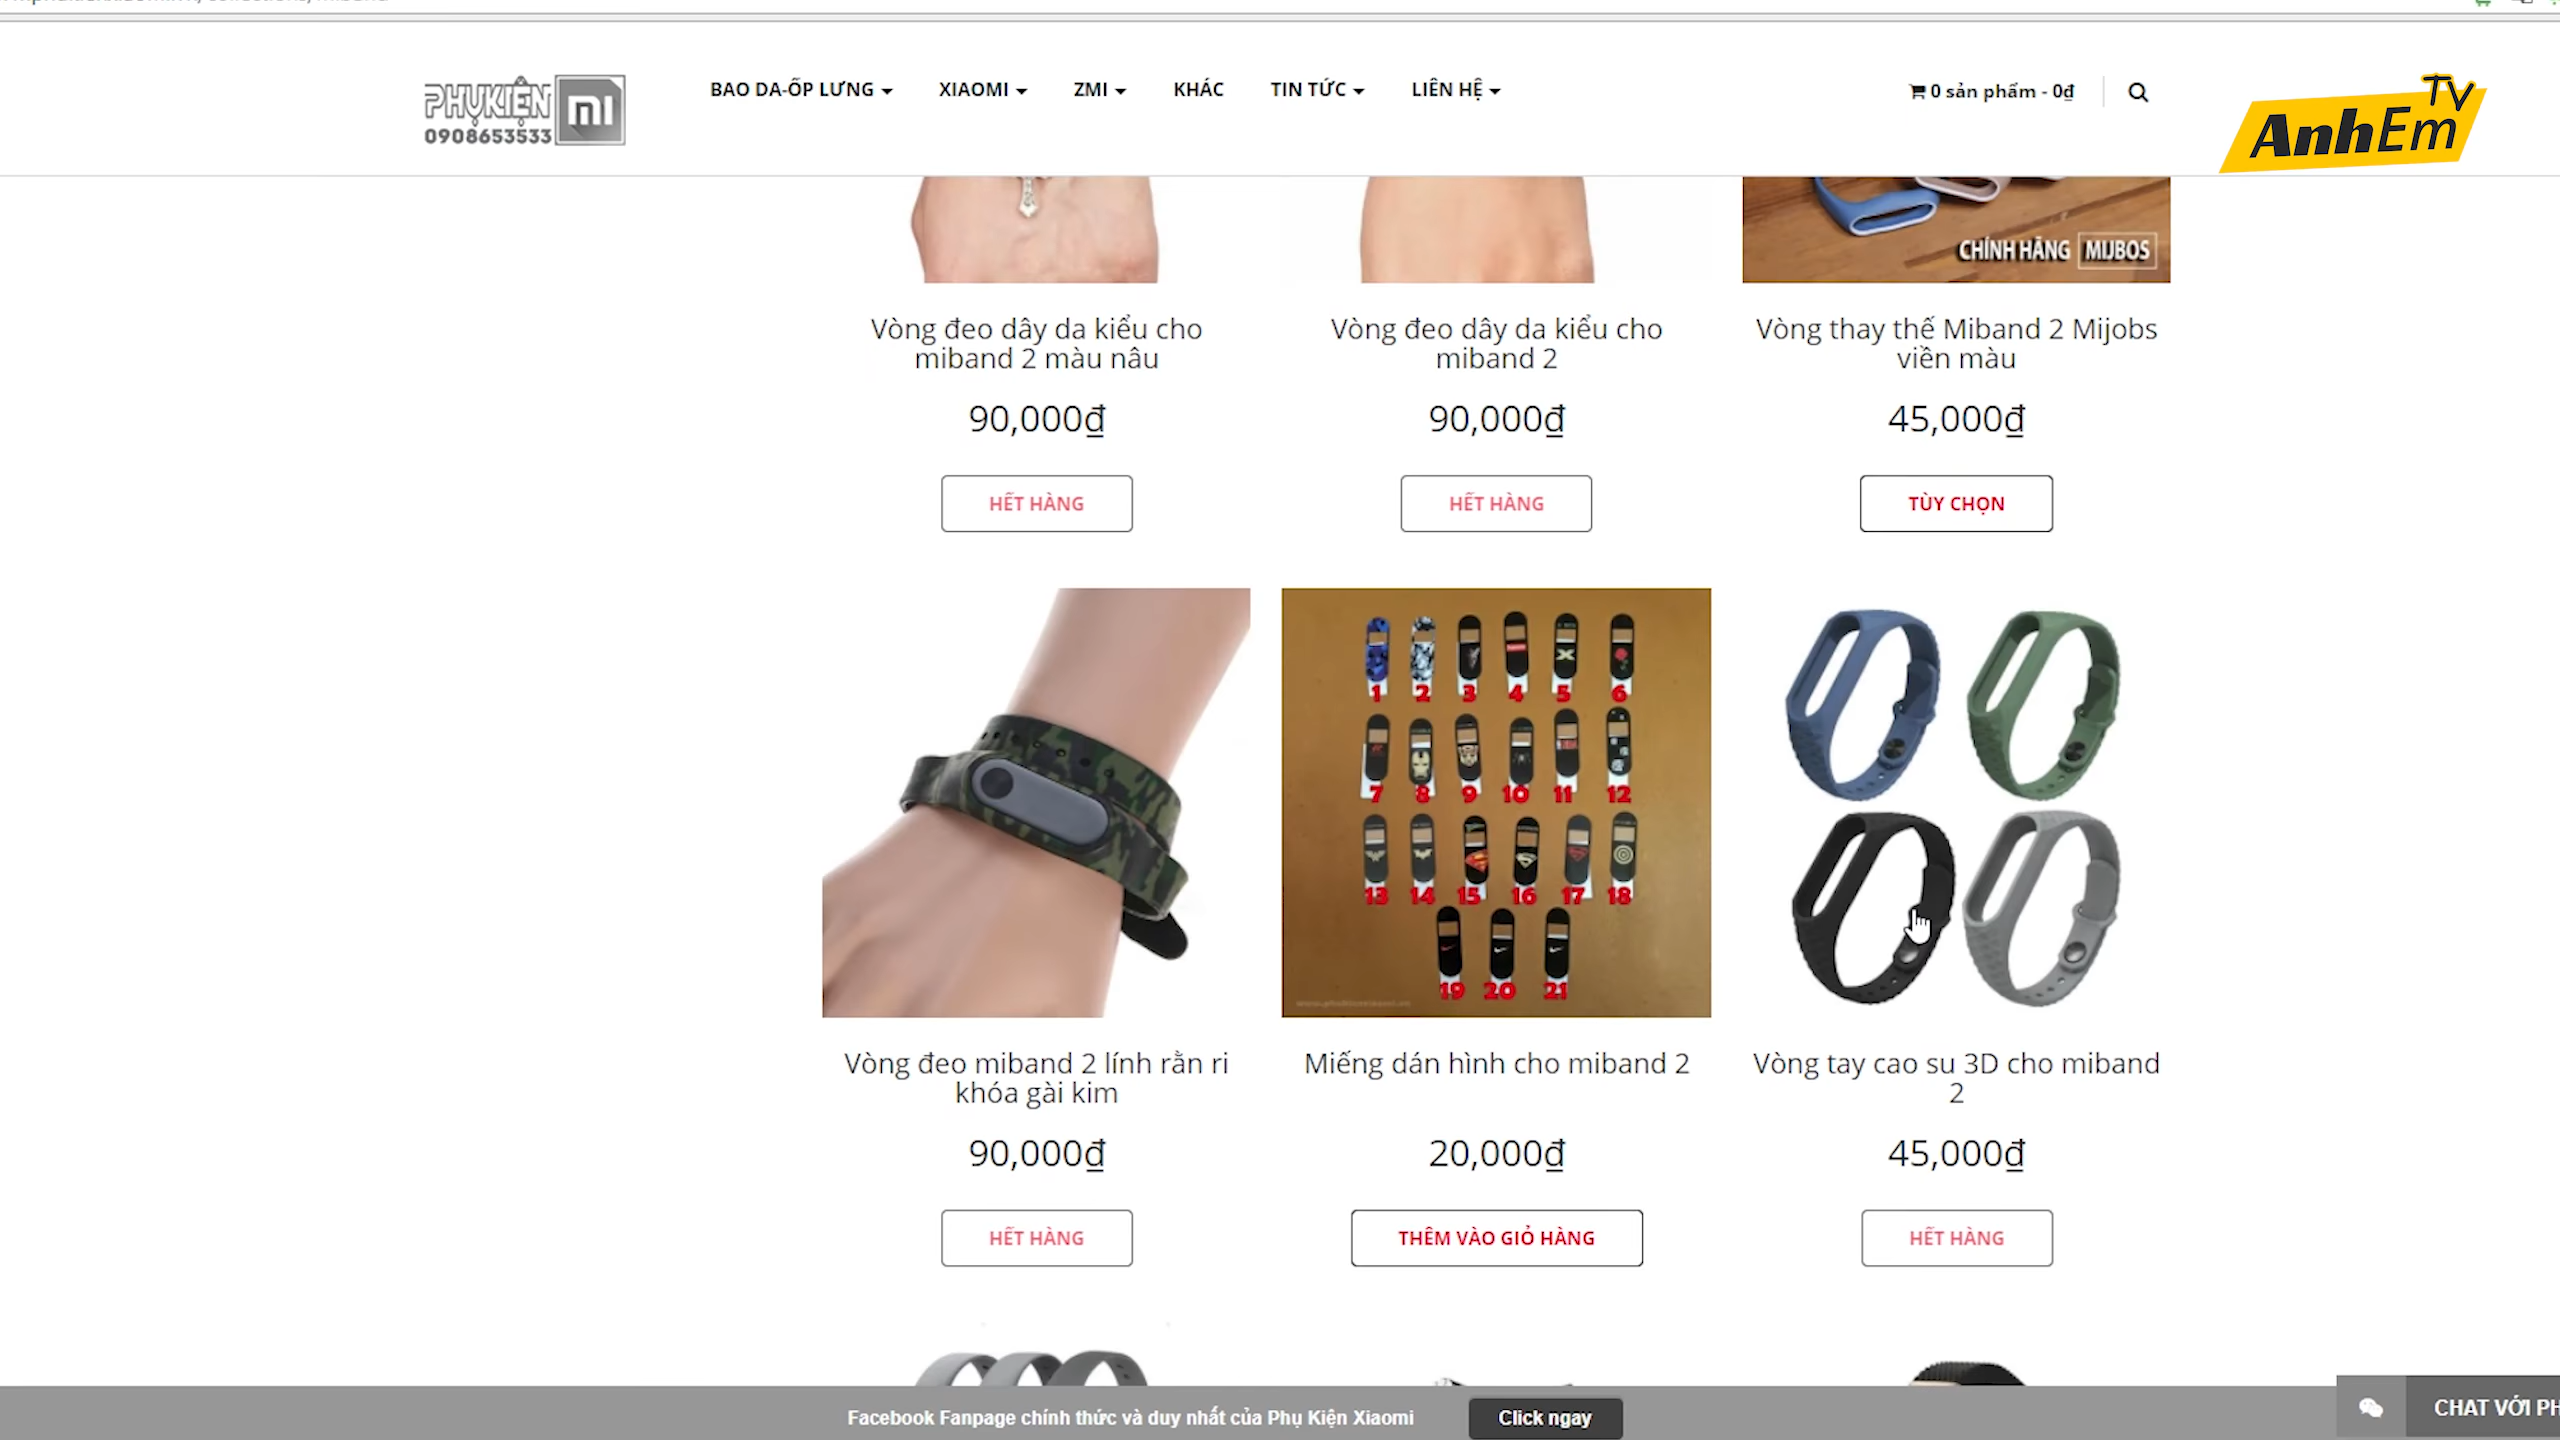 PHỤKIỆN mi
0908653533
BAO DA-ỐP LƯNG
XIAOMI
ZMI
KHÁC
TIN TỨC
LIÊN HỆ
0 sản phẩm - 0₫
AnhEm TV
CHÍNH HÃNG MIJOBS
Vòng đeo dây da kiểu cho
miband 2 màu nâu
90,000₫
HẾT HÀNG
Vòng đeo dây da kiểu cho
miband 2
90,000₫
HẾT HÀNG
Vòng thay thế Miband 2 Mijobs
viền màu
45,000₫
TÙY CHỌN
1 2 3 4 5 6
7 8 9 10 11 12
13 14 15 16 17 18
19 20 21
Vòng đeo miband 2 lính rằn ri
khóa gài kim
90,000₫
HẾT HÀNG
Miếng dán hình cho miband 2
20,000₫
THÊM VÀO GIỎ HÀNG
Vòng tay cao su 3D cho miband
2
45,000₫
HẾT HÀNG
Facebook Fanpage chính thức và duy nhất của Phụ Kiện Xiaomi
Click ngay
CHAT VỚI PH